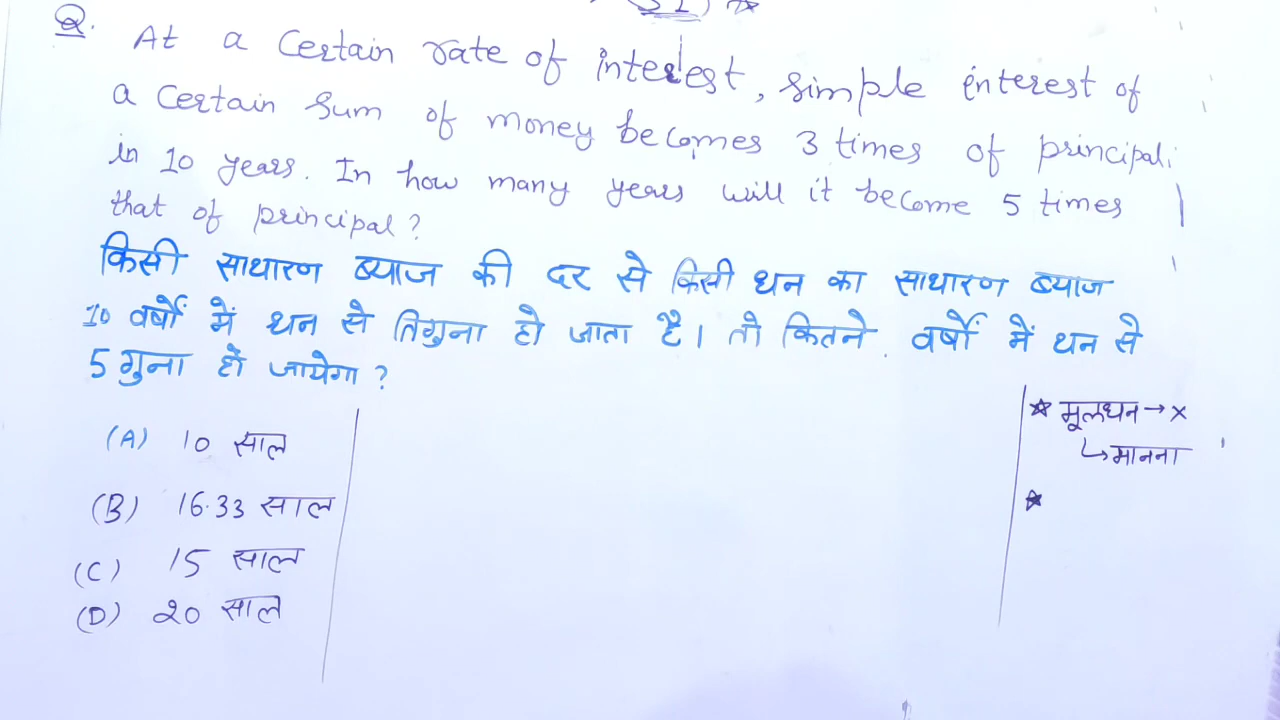 Q. At a Certain rate of interest, simple interest of
a Certain Sum of money becomes 3 times of principal.
in 10 years. In how many years will it become 5 times
that of principal?
किसी साधारण ब्याज की दर से किसी धन का साधारण ब्याज
10 वर्षों में धन से तिगुना हो जाता है। तो कितने वर्षों में धन से
5 गुना हो जायेगा?
(A) 10 साल
(B) 16.33 साल
(C) 15 साल
(D) 20 साल
☆ मूलधन → x
↳ मानना
☆